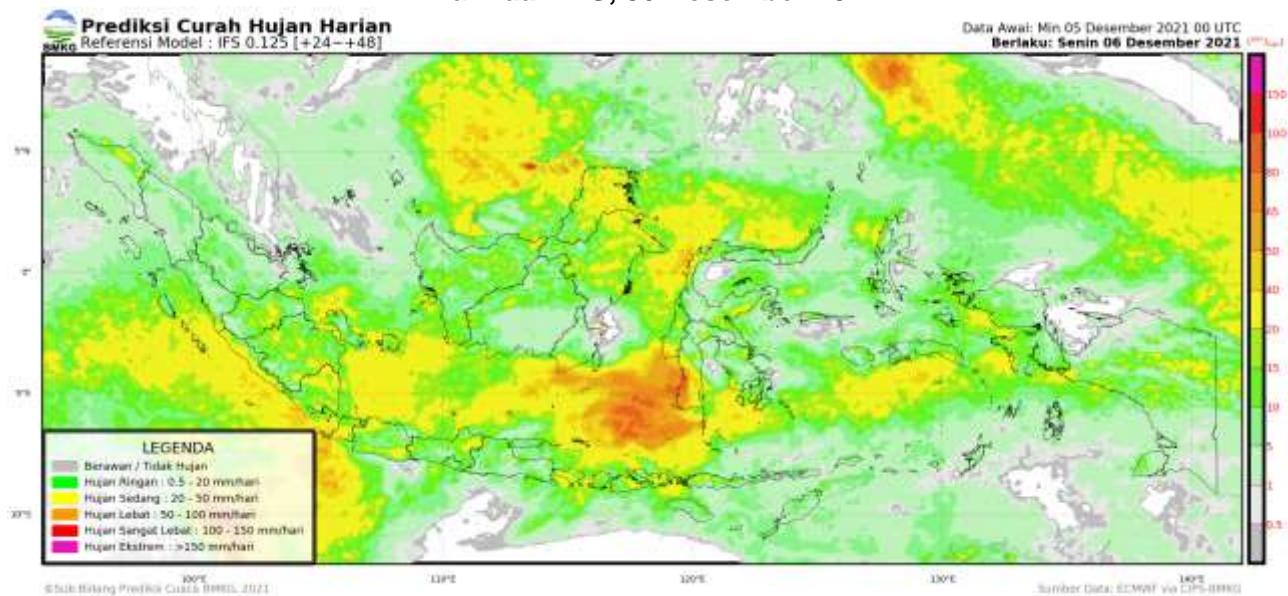 Prediksi Curah Hujan Harian
Referensi Model : IFS 0.125 [+24~+48]
BMKG
Data Awal: Min 05 Desember 2021 00 UTC
Berlaku: Senin 06 Desember 2021
150
100
80
60
50
40
20
15
10
5
1
0.5
5°N
0°
5°S
10°S
LEGENDA
Berawan / Tidak Hujan
Hujan Ringan : 0.5 - 20 mm/hari
Hujan Sedang : 20 - 50 mm/hari
Hujan Lebat : 50 - 100 mm/hari
Hujan Sangat Lebat : 100 - 150 mm/hari
Hujan Ekstrem : >150 mm/hari
100°E
110°E
120°E
130°E
140°E
©Sub Bidang Prediksi Cuaca BMKG, 2021
Sumber Data: ECMWF via CIPS-BMKG